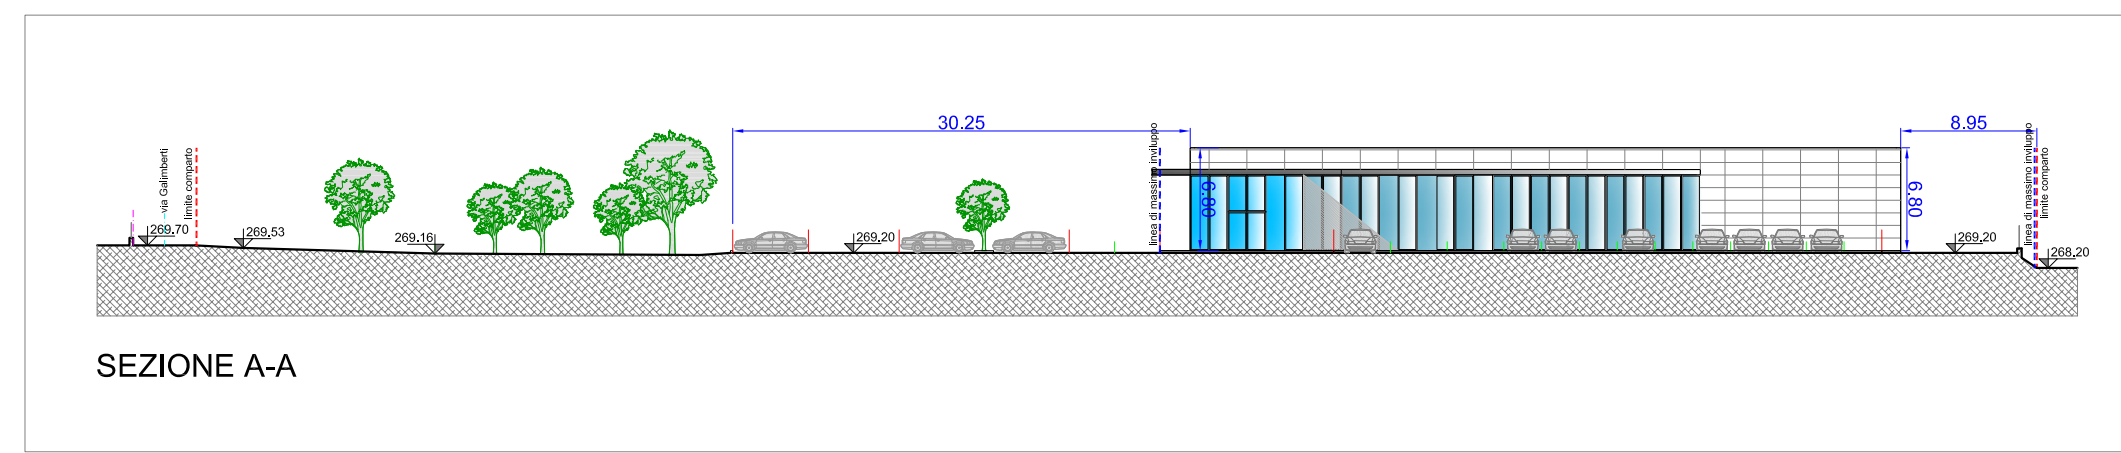 30.25
8.95
via Galimberti
limite comparto
linea di massimo inviluppo
linea di massimo inviluppo
limite comparto
6.80
6.80
269.70
269.53
269.16
269.20
269.20
268.20
SEZIONE A-A